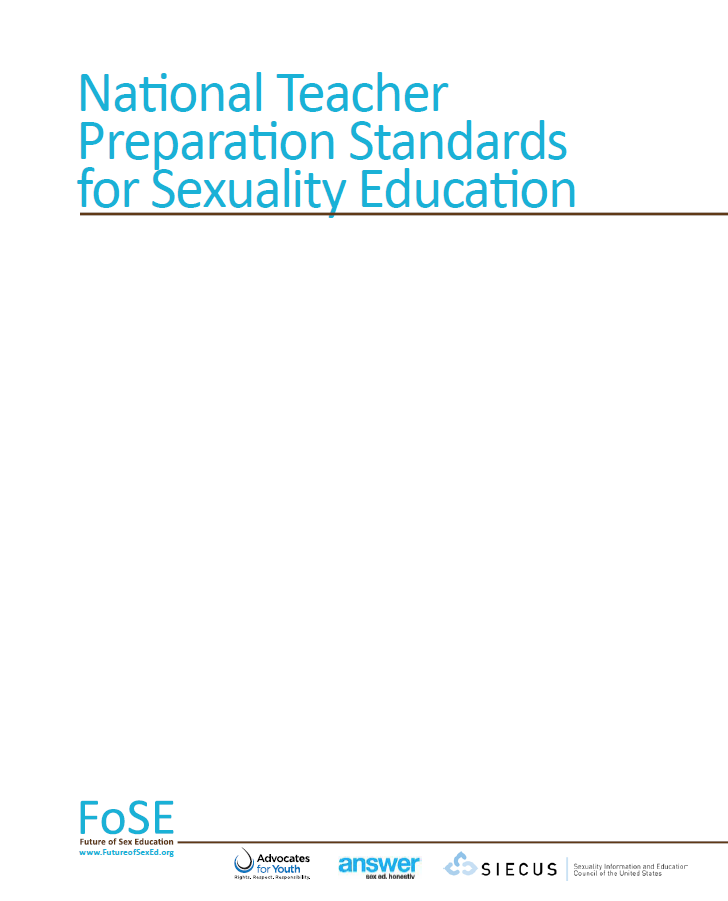 National Teacher
Preparation Standards
for Sexuality Education
FoSE
Future of Sex Education
www.FutureofSexEd.org
Advocates
for Youth
Rights. Respect. Responsibility.
answer
sex ed. honestly
SIECUS
Sexuality Information and Education
Council of the United States